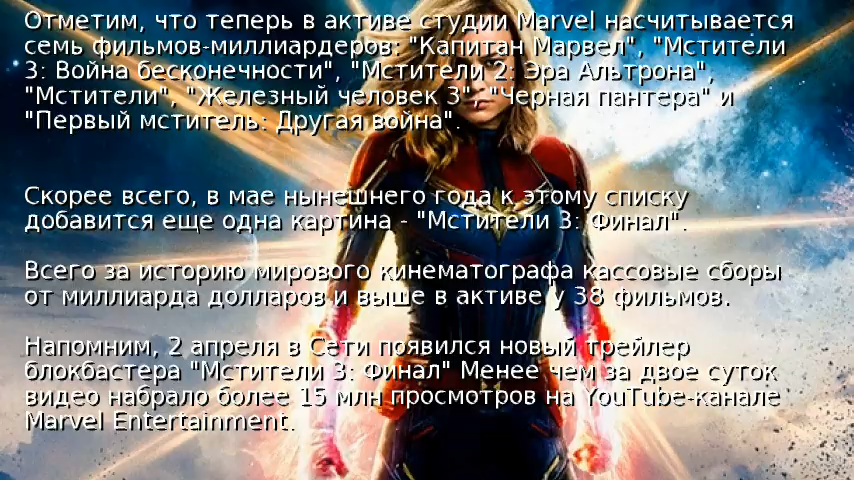 Отметим, что теперь в активе студии Marvel насчитывается
семь фильмов-миллиардеров: "Капитан Марвел", "Мстители
3: Война бесконечности", "Мстители 2: Эра Альтрона",
"Мстители", "Железный человек 3", "Черная пантера" и
"Первый мститель: Другая война".
Скорее всего, в мае нынешнего года к этому списку
добавится еще одна картина - "Мстители 3: Финал".
Всего за историю мирового кинематографа кассовые сборы
от миллиарда долларов и выше в активе у 38 фильмов.
Напомним, 2 апреля в Сети появился новый трейлер
блокбастера "Мстители 3: Финал" Менее чем за двое суток
видео набрало более 15 млн просмотров на YouTube-канале
Marvel Entertainment.